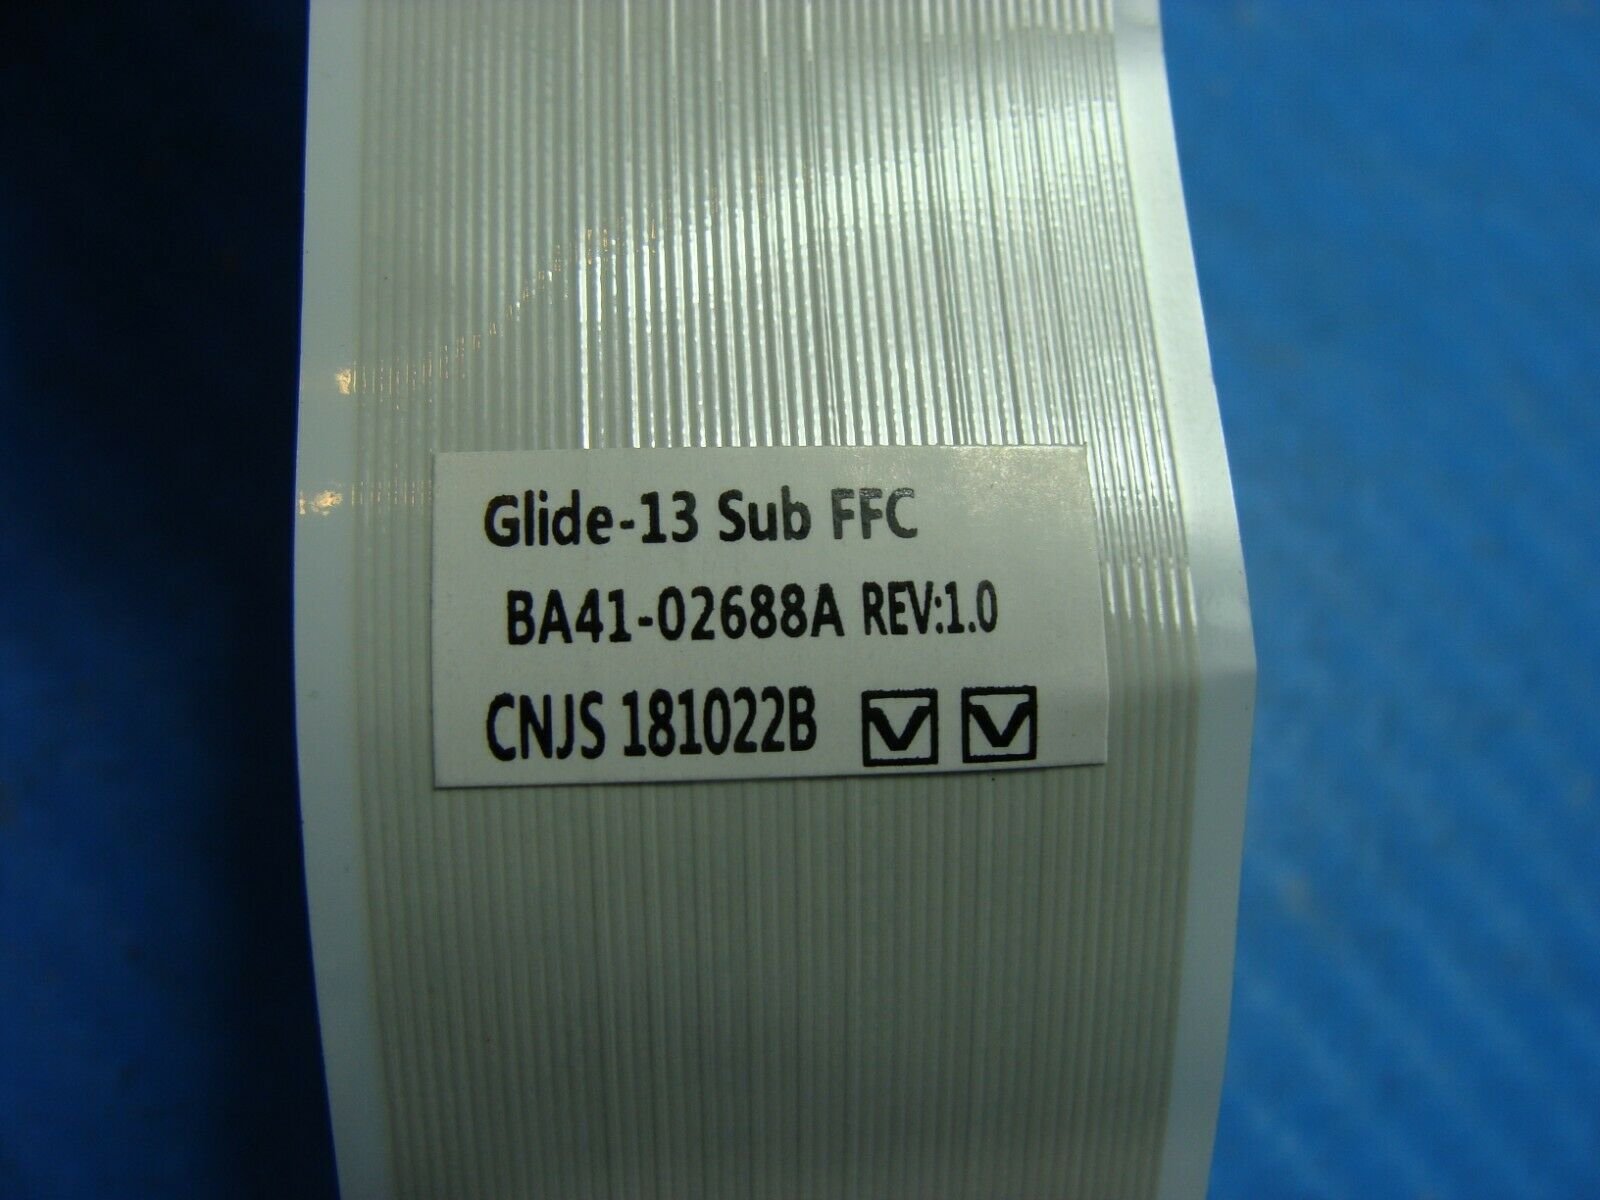 Glide-13 Sub FFC
BA41-02688A REV:1.0
CNJS 181022B V V